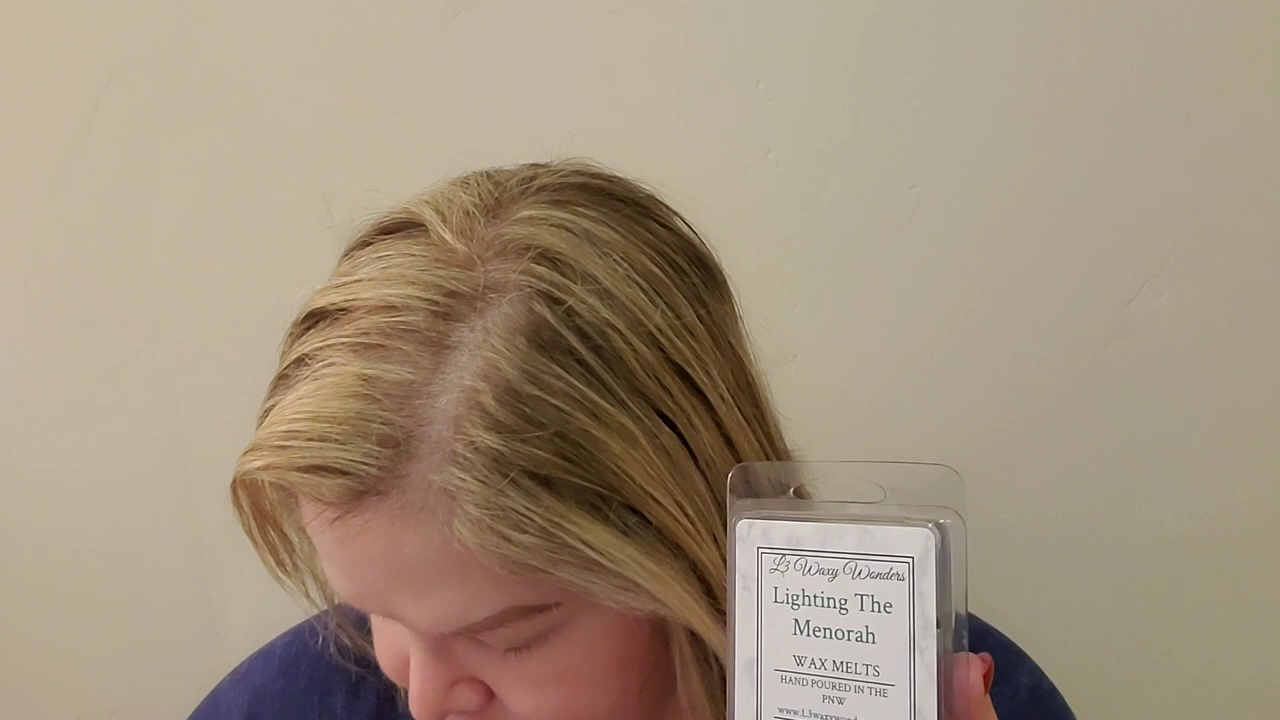 L3 Waxy Wonders
Lighting The
Menorah
WAX MELTS
HAND POURED IN THE
PNW